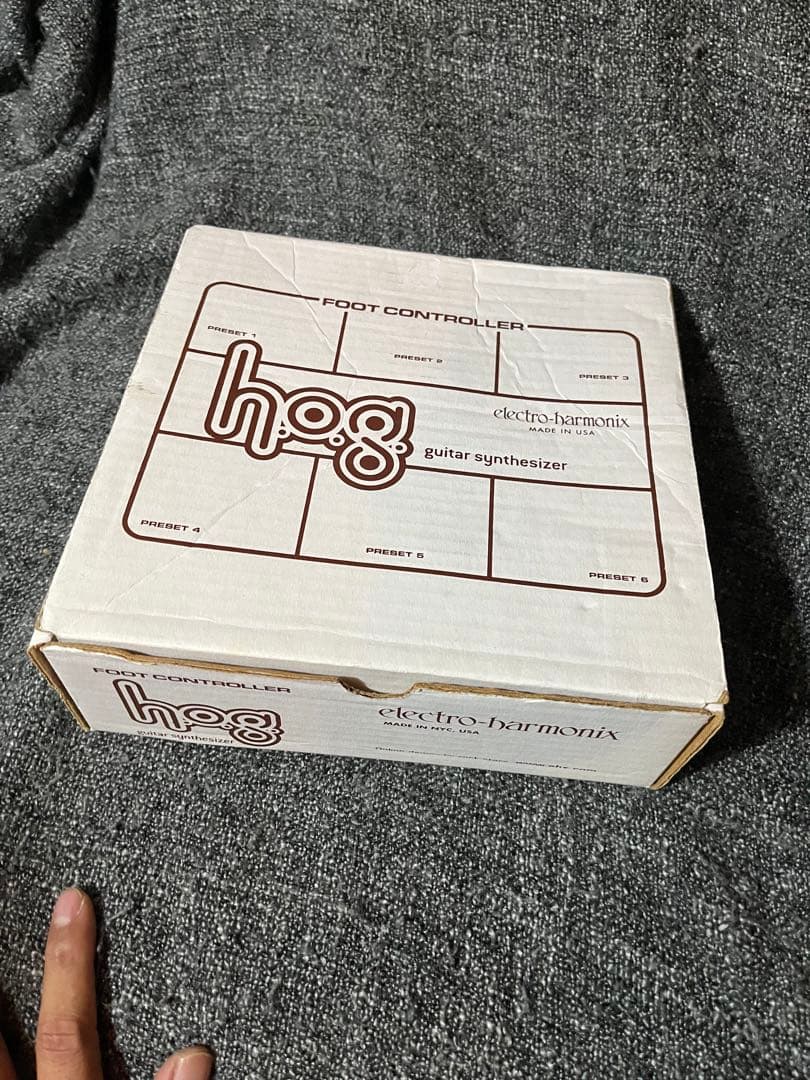 FOOT CONTROLLER
PRESET 1
PRESET 2
PRESET 3
h.o.g.
electro-harmonix
MADE IN USA
guitar synthesizer
PRESET 4
PRESET 5
PRESET 6
FOOT CONTROLLER
h.o.g.
guitar synthesizer
electro-harmonix
MADE IN NYC, USA